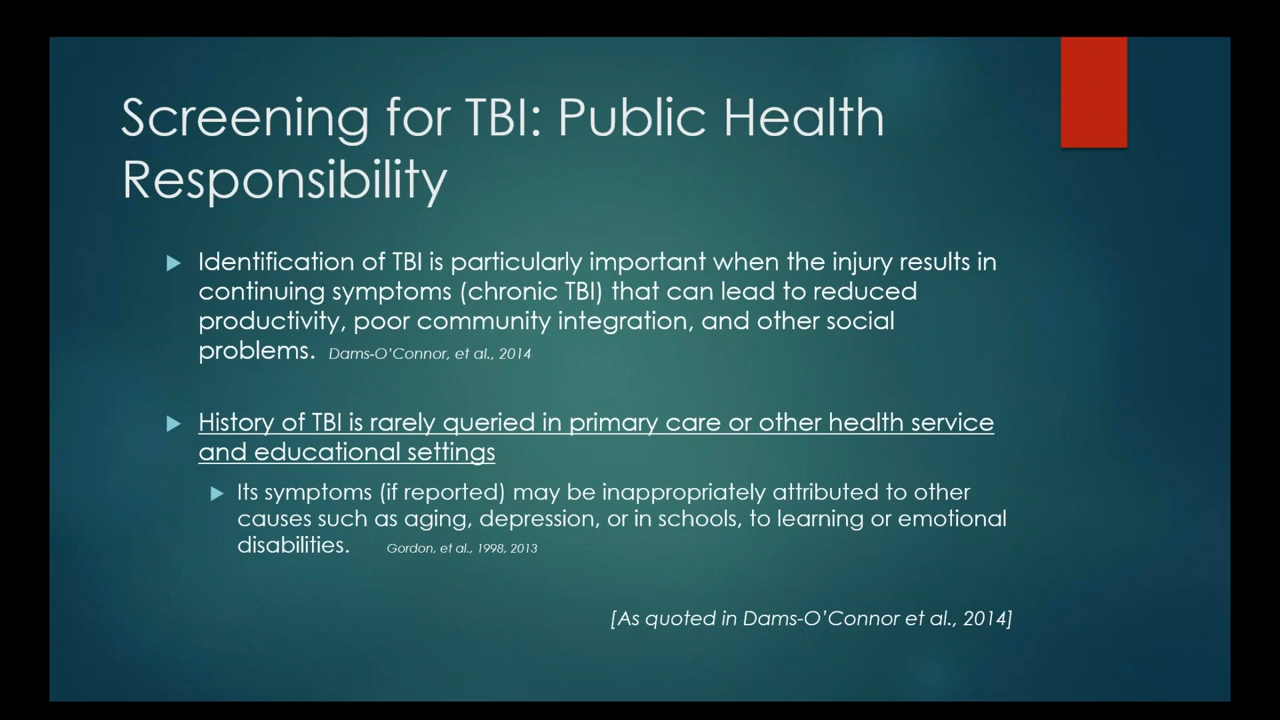 Screening for TBI: Public Health
Responsibility
Identification of TBI is particularly important when the injury results in
continuing symptoms (chronic TBI) that can lead to reduced
productivity, poor community integration, and other social
problems. Dams-O'Connor, et al., 2014
History of TBI is rarely queried in primary care or other health service
and educational settings
Its symptoms (if reported) may be inappropriately attributed to other
causes such as aging, depression, or in schools, to learning or emotional
disabilities. Gordon, et al., 1998, 2013
[As quoted in Dams-O'Connor et al., 2014]